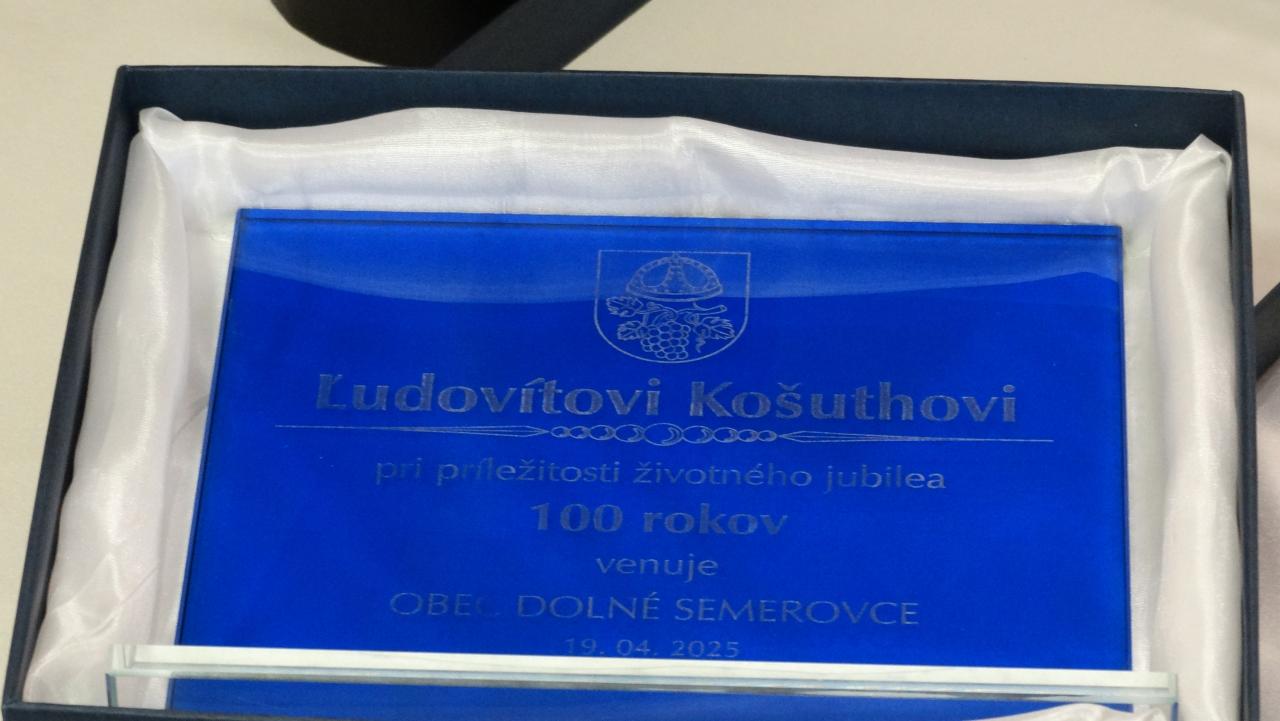 Ľudovítovi Košuthovi
pri príležitosti životného jubilea
100 rokov
venuje
OBEC DOLNÉ SEMEROVCE
19. 04. 2025